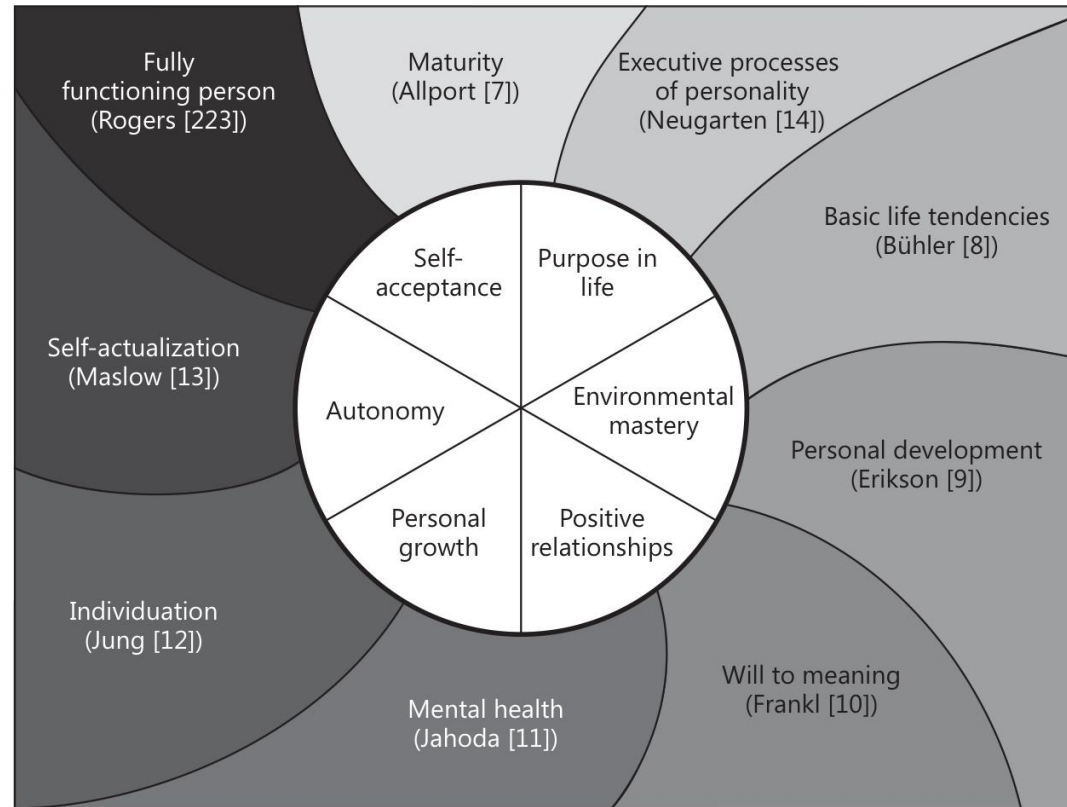 Fully
functioning person
(Rogers [223])
Maturity
(Allport [7])
Executive processes
of personality
(Neugarten [14])
Basic life tendencies
(Bühler [8])
Personal development
(Erikson [9])
Will to meaning
(Frankl [10])
Mental health
(Jahoda [11])
Individuation
(Jung [12])
Self-actualization
(Maslow [13])
Self-
acceptance
Purpose in
life
Environmental
mastery
Positive
relationships
Personal
growth
Autonomy